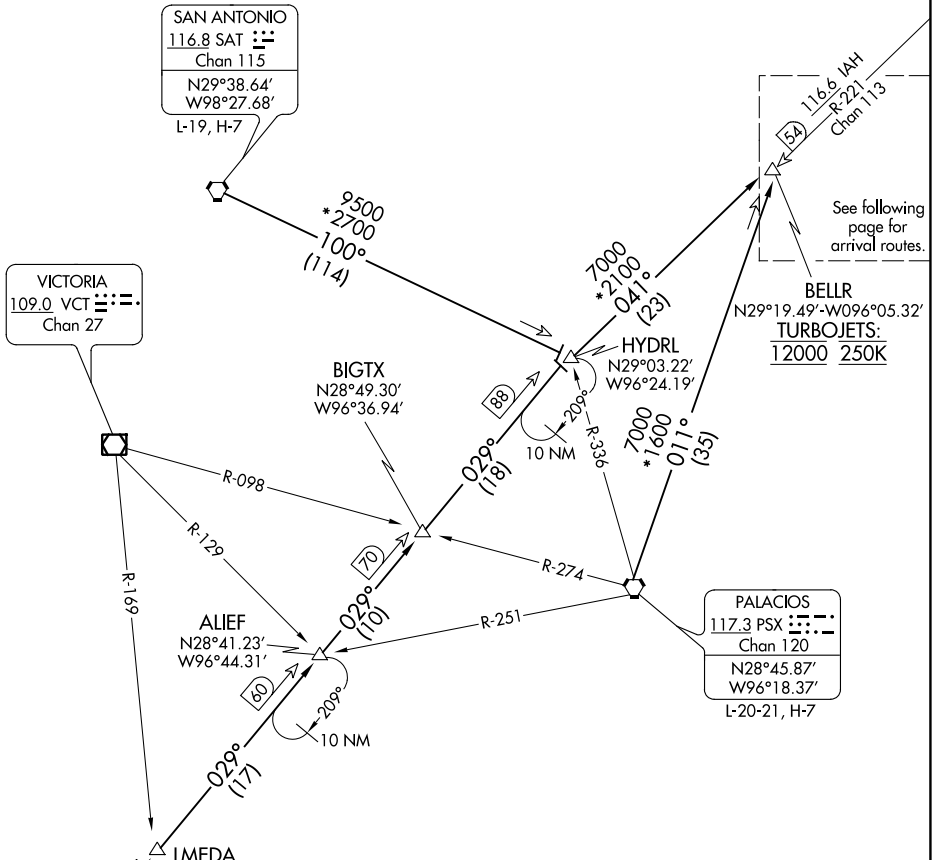 SAN ANTONIO
116.8 SAT
Chan 115
N29°38.64′
W98°27.68′
L-19, H-7
116.6 IAH
R-221
Chan 113
54
See following
page for
arrival routes.
9500
*2700
100°
(114)
7000
*2100
041°
(23)
BELLR
N29°19.49′-W096°05.32′
TURBOJETS:
12000 250K
VICTORIA
109.0 VCT
Chan 27
HYDRL
N29°03.22′
W96°24.19′
BIGTX
N28°49.30′
W96°36.94′
88
209°
10 NM
R-336
7000
*1600
011°
(35)
029°
(18)
R-098
R-129
R-169
70
R-274
R-251
029°
(10)
ALIEF
N28°41.23′
W96°44.31′
PALACIOS
117.3 PSX
Chan 120
N28°45.87′
W96°18.37′
L-20-21, H-7
60
209°
10 NM
029°
(17)
LMEDA